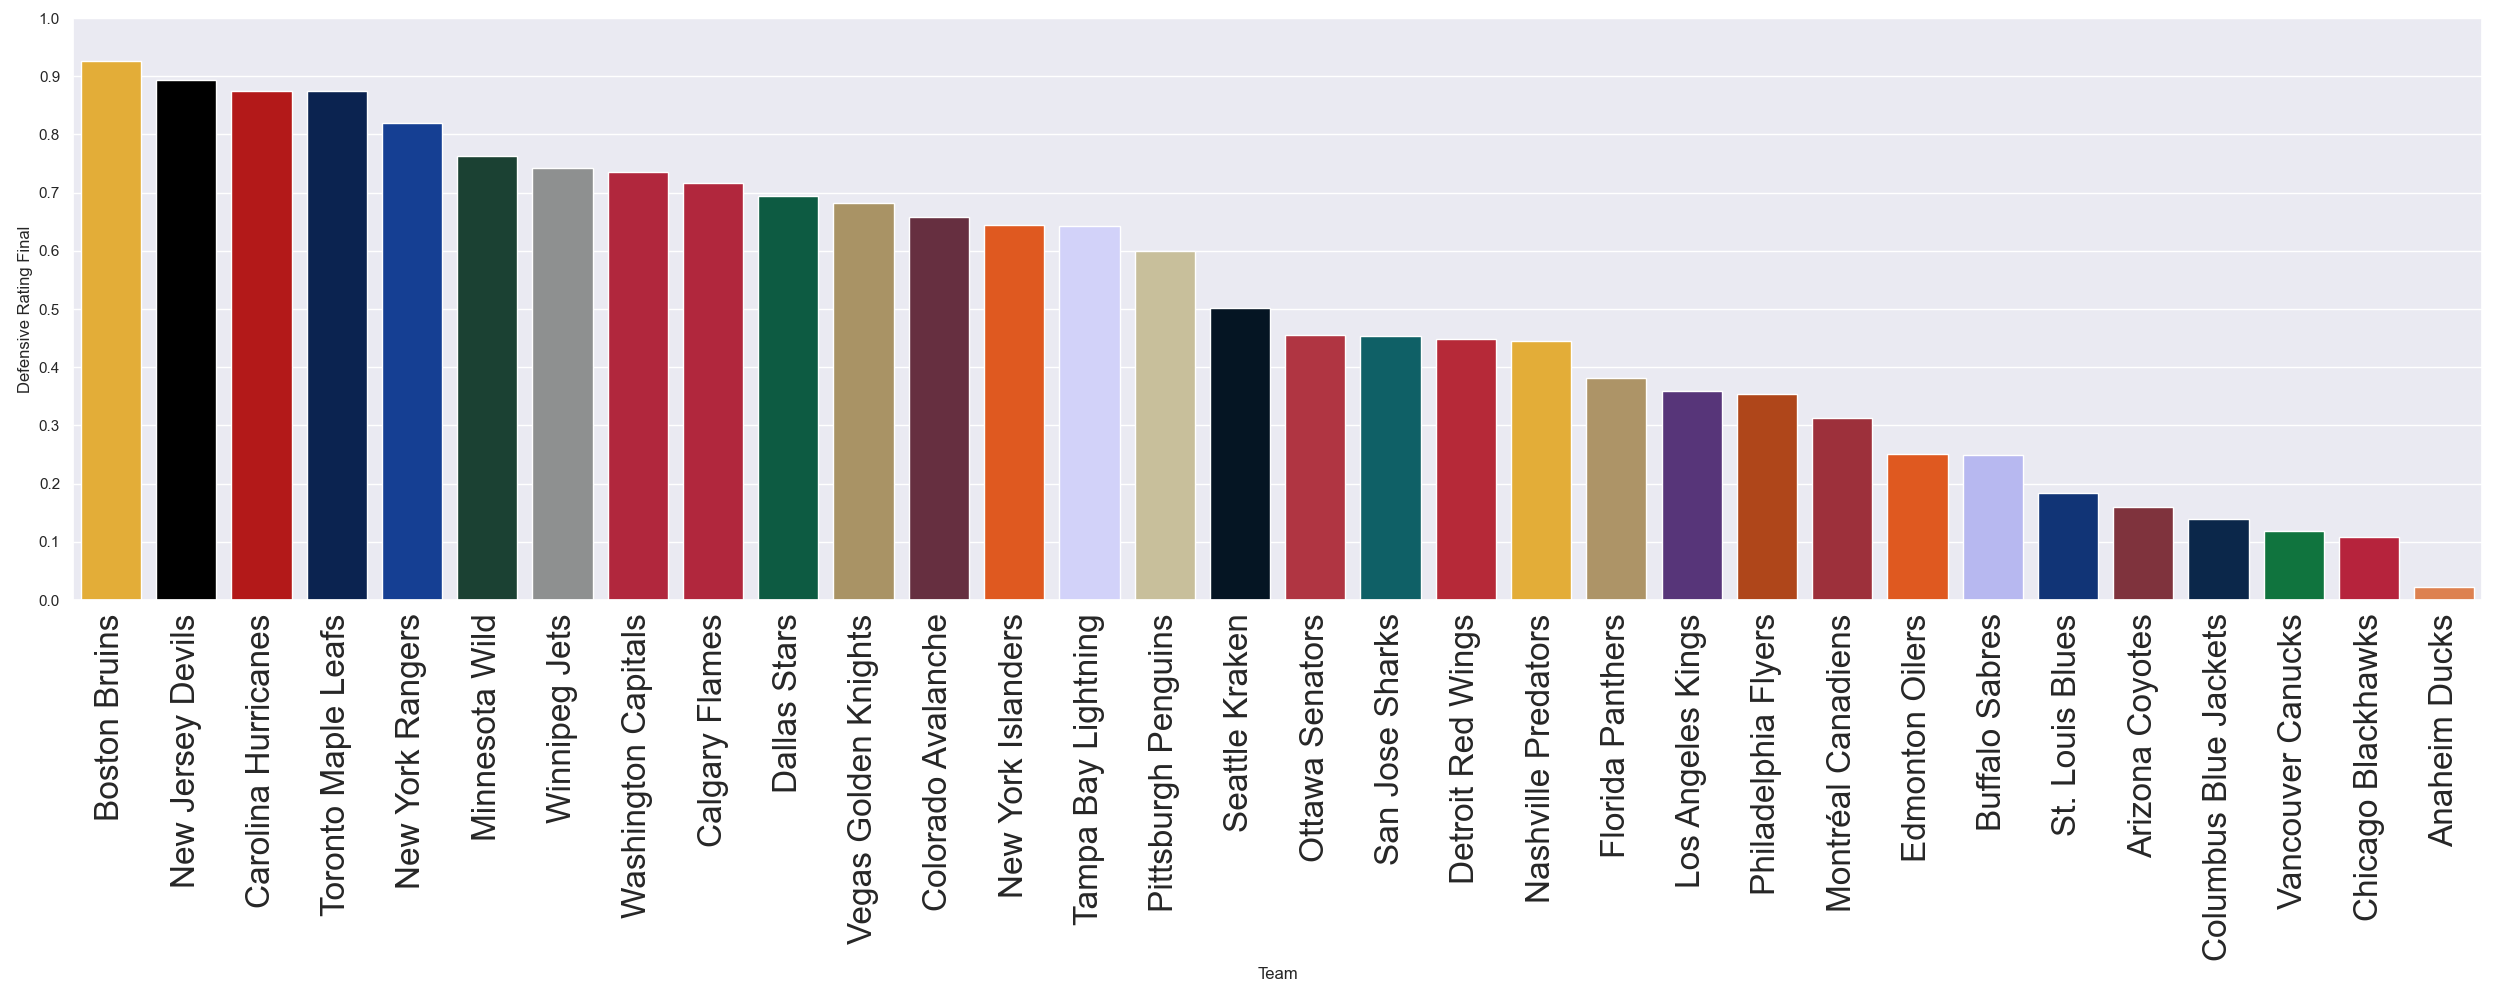 1.0
0.9
0.8
0.7
0.6
0.5
0.4
0.3
0.2
0.1
0.0
Defensive Rating Final
Boston Bruins
New Jersey Devils
Carolina Hurricanes
Toronto Maple Leafs
New York Rangers
Minnesota Wild
Winnipeg Jets
Washington Capitals
Calgary Flames
Dallas Stars
Vegas Golden Knights
Colorado Avalanche
New York Islanders
Tampa Bay Lightning
Pittsburgh Penguins
Seattle Kraken
Ottawa Senators
San Jose Sharks
Detroit Red Wings
Nashville Predators
Florida Panthers
Los Angeles Kings
Philadelphia Flyers
Montréal Canadiens
Edmonton Oilers
Buffalo Sabres
St. Louis Blues
Arizona Coyotes
Columbus Blue Jackets
Vancouver Canucks
Chicago Blackhawks
Anaheim Ducks
Team